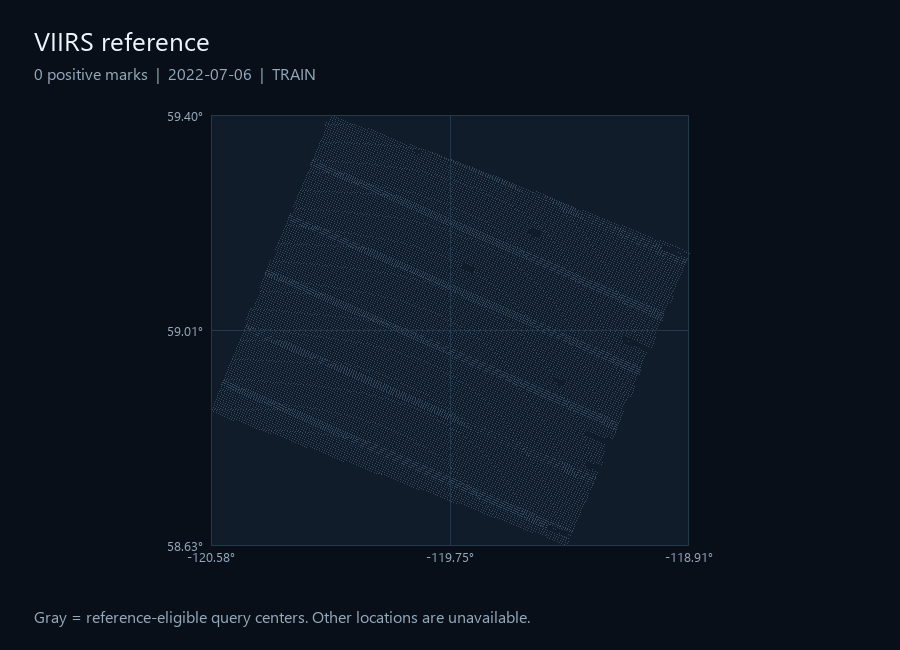 VIIRS reference
0 positive marks | 2022-07-06 | TRAIN
59.40°
59.01°
58.63°
-120.58°
-119.75°
-118.91°
Gray = reference-eligible query centers. Other locations are unavailable.